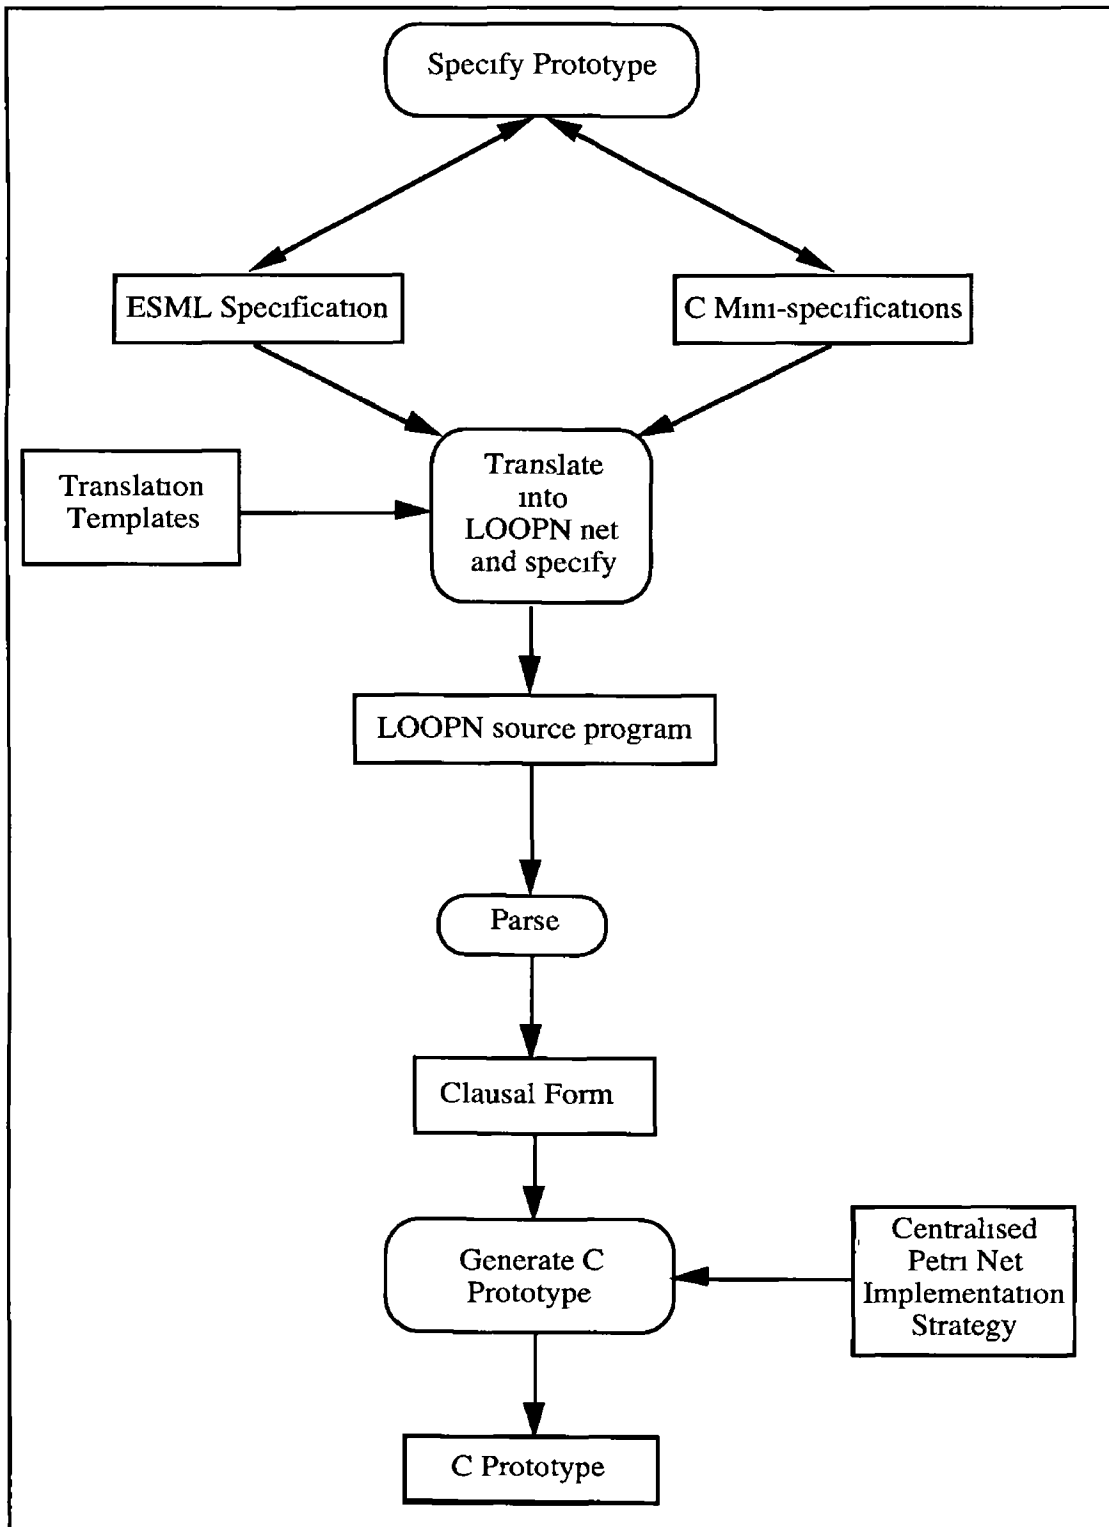 Specify Prototype
ESML Specification
C Mini-specifications
Translate
into
LOOPN net
and specify
Translation
Templates
LOOPN source program
Parse
Clausal Form
Generate C
Prototype
Centralised
Petri Net
Implementation
Strategy
C Prototype